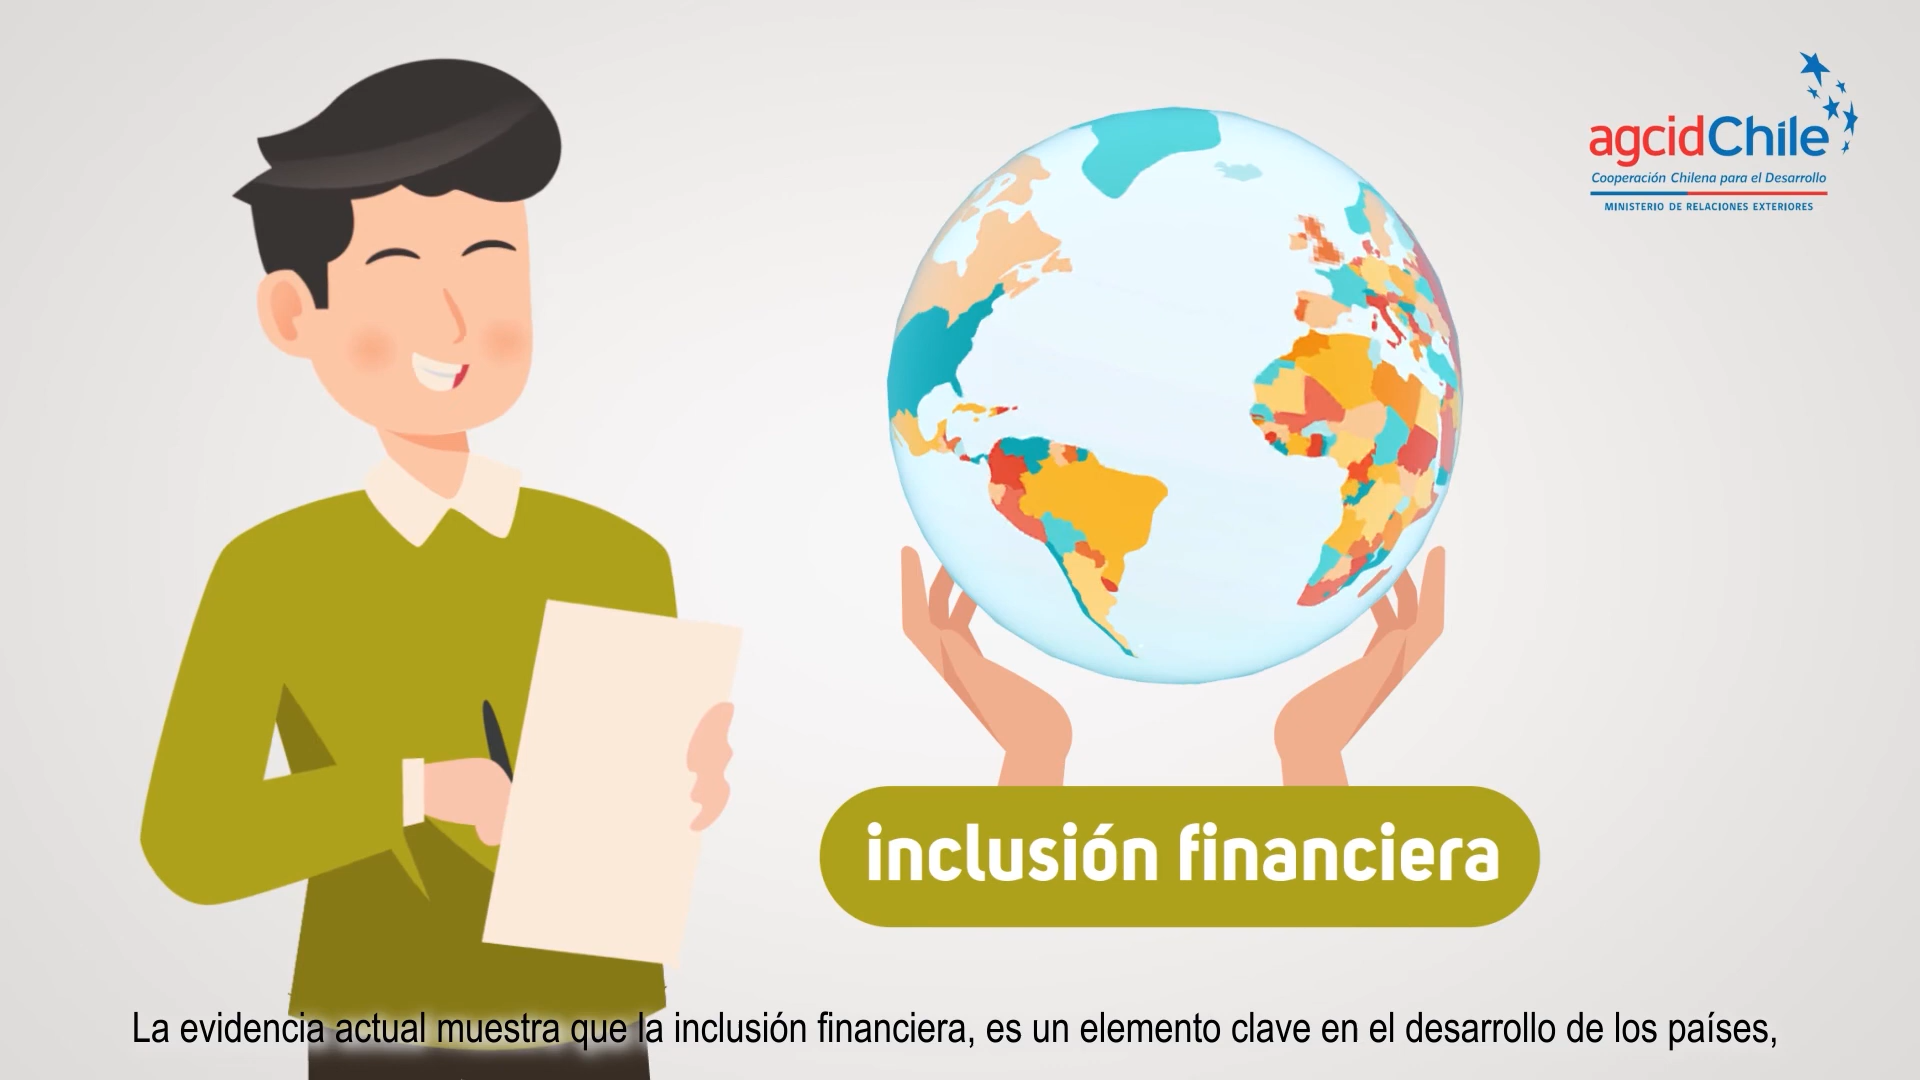 agcidChile
Cooperación Chilena para el Desarrollo
MINISTERIO DE RELACIONES EXTERIORES
inclusión financiera
La evidencia actual muestra que la inclusión financiera, es un elemento clave en el desarrollo de los países,